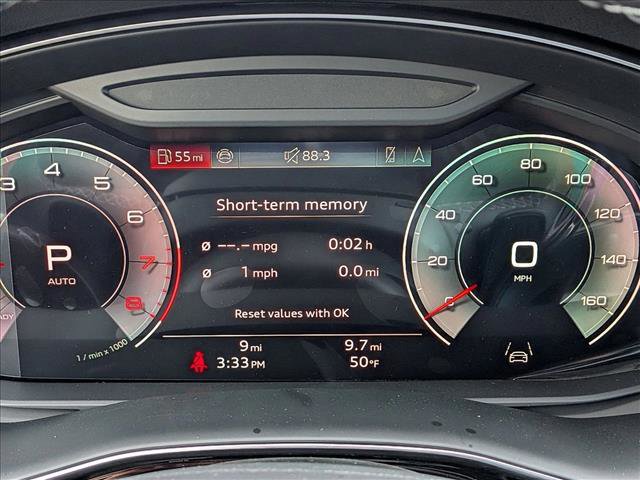 55 mi 88.3
Short-term memory
ø --.- mpg 0:02 h
ø 1 mph 0.0 mi
Reset values with OK
9 mi 9.7 mi
3:33 PM 50°F
3 4 5 6 7 8
P
AUTO
ADY
1 / min x 1000
0 20 40 60 80 100 120 140 160
0
MPH